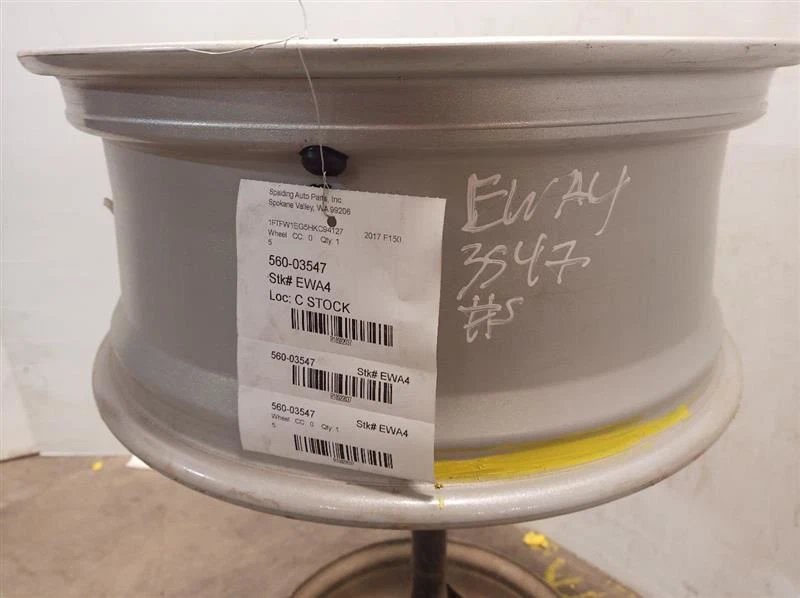 Spalding Auto Parts, Inc.
Spokane Valley, WA 99206
1FTFW1EG5HKC94127 2017 F150
Wheel CC. 0 Qty. 1
5
560-03547
Stk# EWA4
Loc: C STOCK
560-03547 Stk# EWA4
560-03547 Stk# EWA4
Wheel CC. 0 Qty. 1
5
EWA4
3547
#5